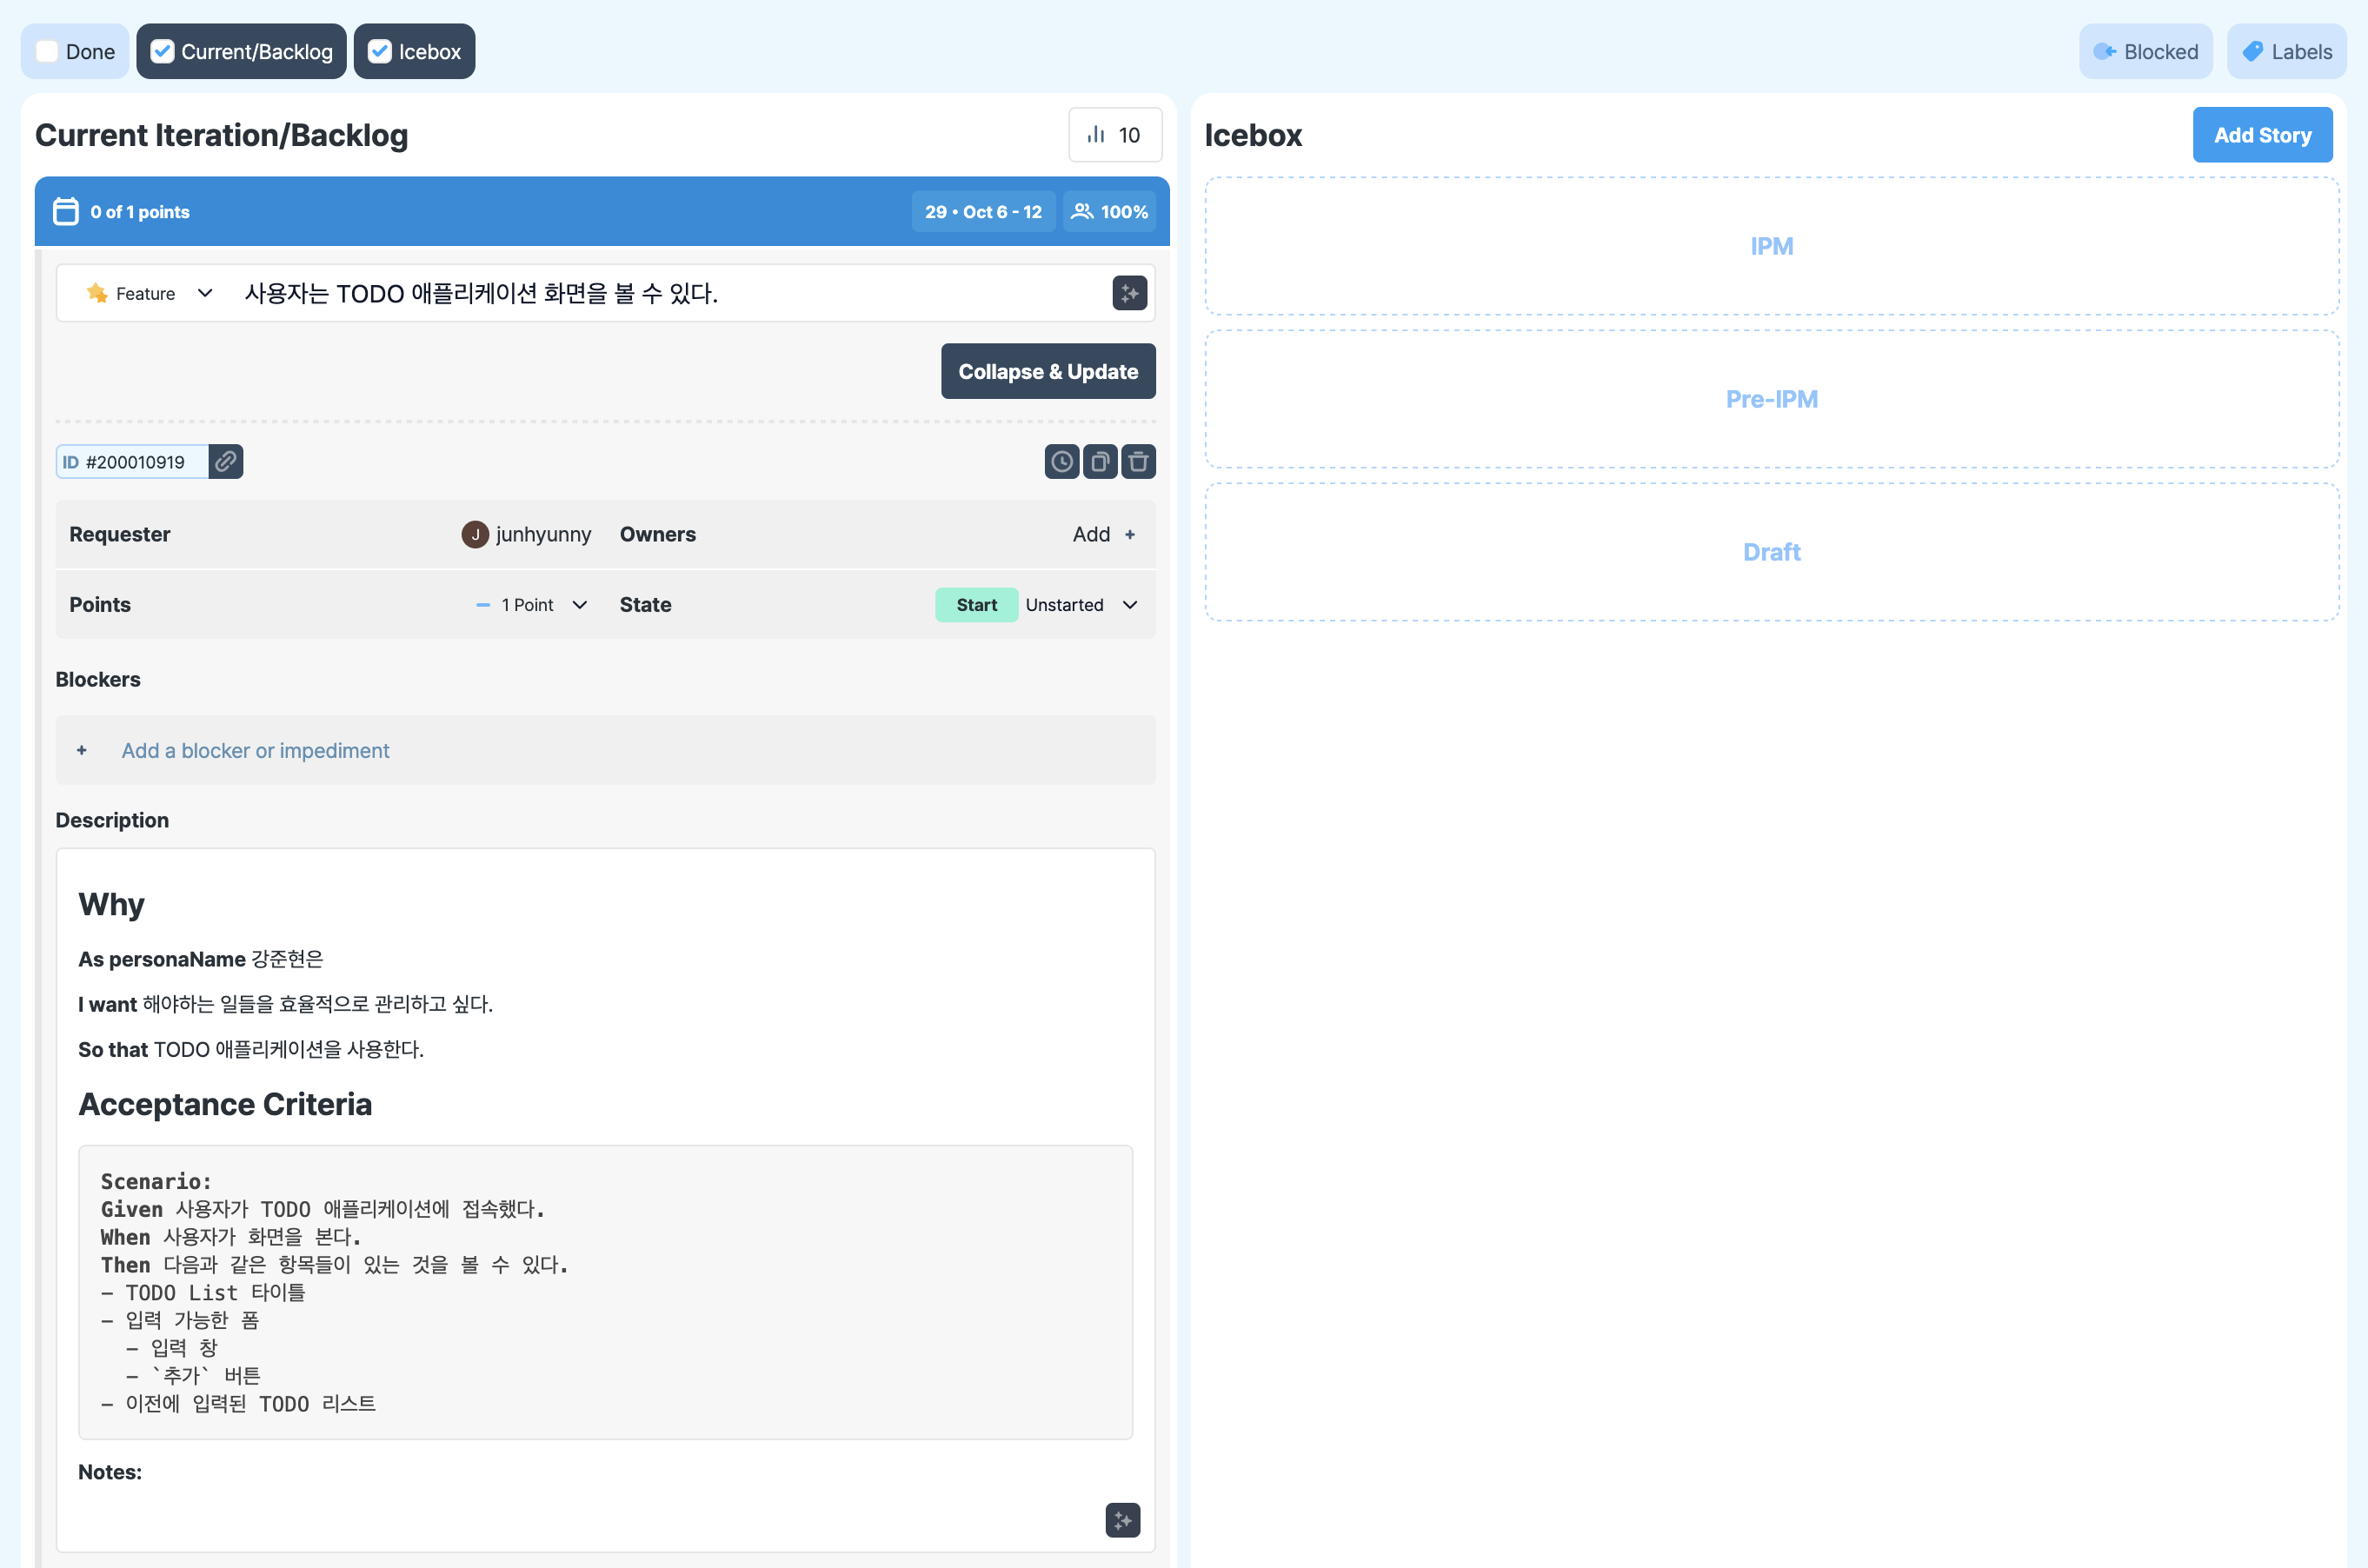 Done
Current/Backlog
Icebox
Blocked
Labels
Current Iteration/Backlog
10
0 of 1 points
29 • Oct 6 - 12
100%
Feature
사용자는 TODO 애플리케이션 화면을 볼 수 있다.
Collapse & Update
ID #200010919
Requester
J
junhyunny
Owners
Add +
Points
1 Point
State
Start
Unstarted
Blockers
+ Add a blocker or impediment
Description
Why
As personaName 강준현은
I want 해야하는 일들을 효율적으로 관리하고 싶다.
So that TODO 애플리케이션을 사용한다.
Acceptance Criteria
Scenario:
Given 사용자가 TODO 애플리케이션에 접속했다.
When 사용자가 화면을 본다.
Then 다음과 같은 항목들이 있는 것을 볼 수 있다.
- TODO List 타이틀
- 입력 가능한 폼
- 입력 창
- `추가` 버튼
- 이전에 입력된 TODO 리스트
Notes:
Icebox
Add Story
IPM
Pre-IPM
Draft